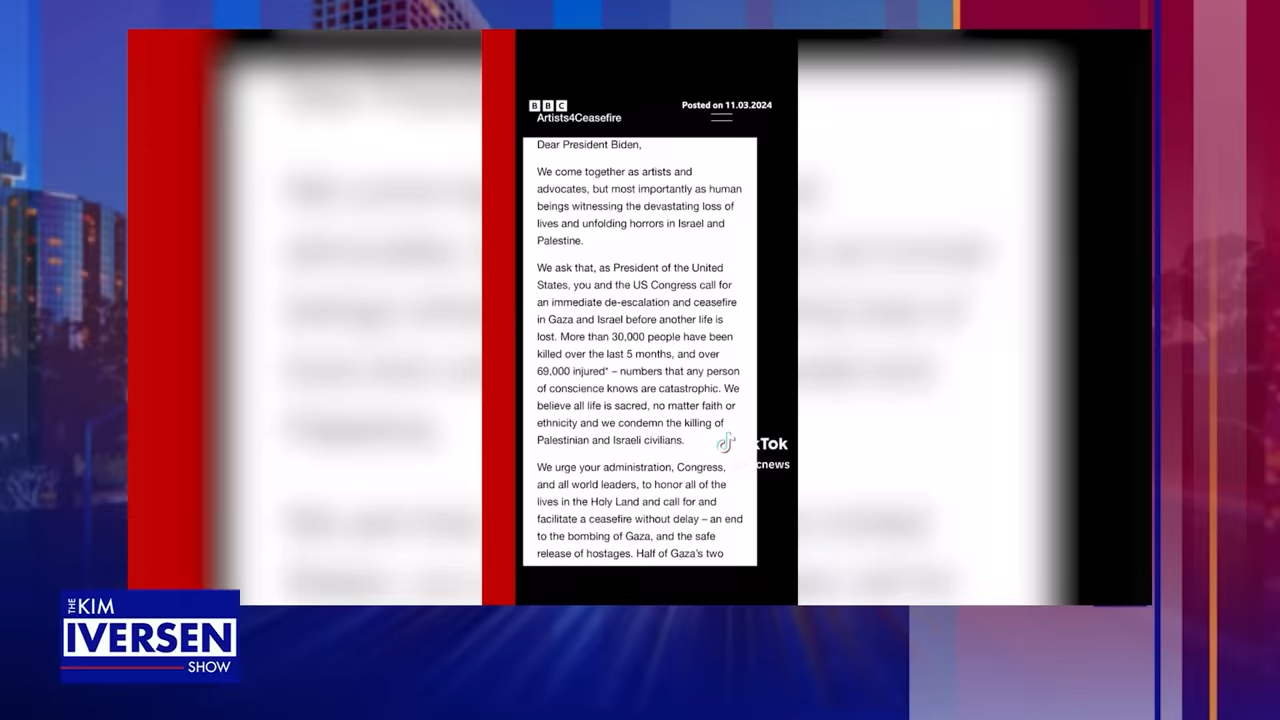 BBC
Posted on 11.03.2024
Artists4Ceasefire
Dear President Biden,
We come together as artists and
advocates, but most importantly as human
beings witnessing the devastating loss of
lives and unfolding horrors in Israel and
Palestine.
We ask that, as President of the United
States, you and the US Congress call for
an immediate de-escalation and ceasefire
in Gaza and Israel before another life is
lost. More than 30,000 people have been
killed over the last 5 months, and over
69,000 injured* – numbers that any person
of conscience knows are catastrophic. We
believe all life is sacred, no matter faith or
ethnicity and we condemn the killing of
Palestinian and Israeli civilians.
kTok
cnews
We urge your administration, Congress,
and all world leaders, to honor all of the
lives in the Holy Land and call for and
facilitate a ceasefire without delay – an end
to the bombing of Gaza, and the safe
release of hostages. Half of Gaza's two
THE KIM
IVERSEN
SHOW